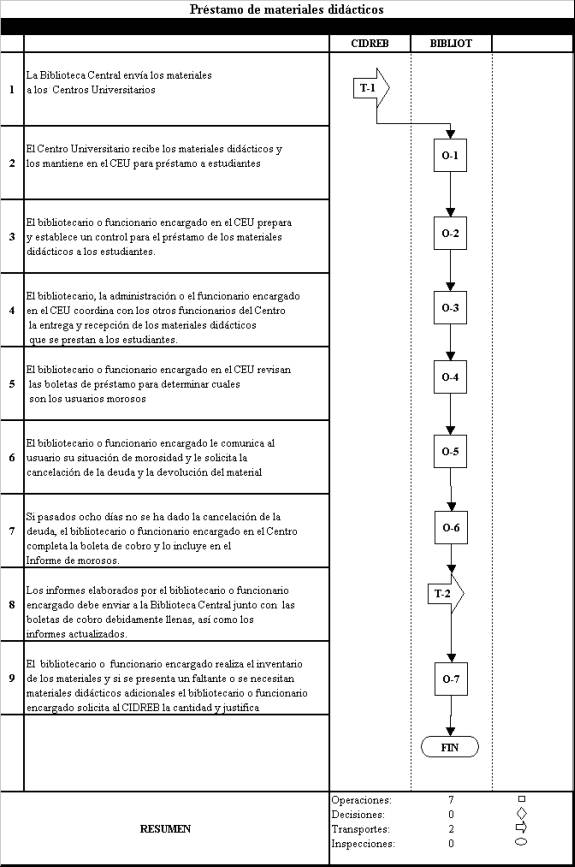 Préstamo de materiales didácticos
CIDREB BIBLIOT
1 La Biblioteca Central envía los materiales
a los Centros Universitarios
T-1
2 El Centro Universitario recibe los materiales didácticos y
los mantiene en el CEU para préstamo a estudiantes
O-1
3 El bibliotecario o funcionario encargado en el CEU prepara
y establece un control para el préstamo de los materiales
didácticos a los estudiantes.
O-2
4 El bibliotecario, la administración o el funcionario encargado
en el CEU coordina con los otros funcionarios del Centro
la entrega y recepción de los materiales didácticos
que se prestan a los estudiantes.
O-3
5 El bibliotecario o funcionario encargado en el CEU revisan
las boletas de préstamo para determinar cuales
son los usuarios morosos
O-4
6 El bibliotecario o funcionario encargado le comunica al
usuario su situación de morosidad y le solicita la
cancelación de la deuda y la devolución del material
O-5
7 Si pasados ocho días no se ha dado la cancelación de la
deuda, el bibliotecario o funcionario encargado en el Centro
completa la boleta de cobro y lo incluye en el
Informe de morosos.
O-6
8 Los informes elaborados por el bibliotecario o funcionario
encargado debe enviar a la Biblioteca Central junto con las
boletas de cobro debidamente llenas, así como los
informes actualizados.
T-2
9 El bibliotecario o funcionario encargado realiza el inventario
de los materiales y si se presenta un faltante o se necesitan
materiales didácticos adicionales el bibliotecario o funcionario
encargado solicita al CIDREB la cantidad y justifica
O-7
FIN
RESUMEN
Operaciones: 7
Decisiones: 0
Transportes: 2
Inspecciones: 0